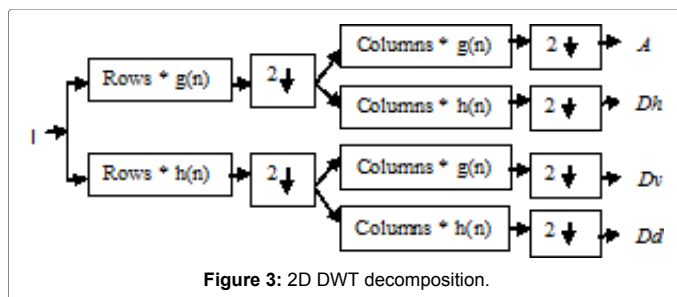 Columns * g(n) 2 A
Rows * g(n) 2
Columns * h(n) 2 Dh
I
Rows * h(n) 2
Columns * g(n) 2 Dv
Columns * h(n) 2 Dd
Figure 3: 2D DWT decomposition.